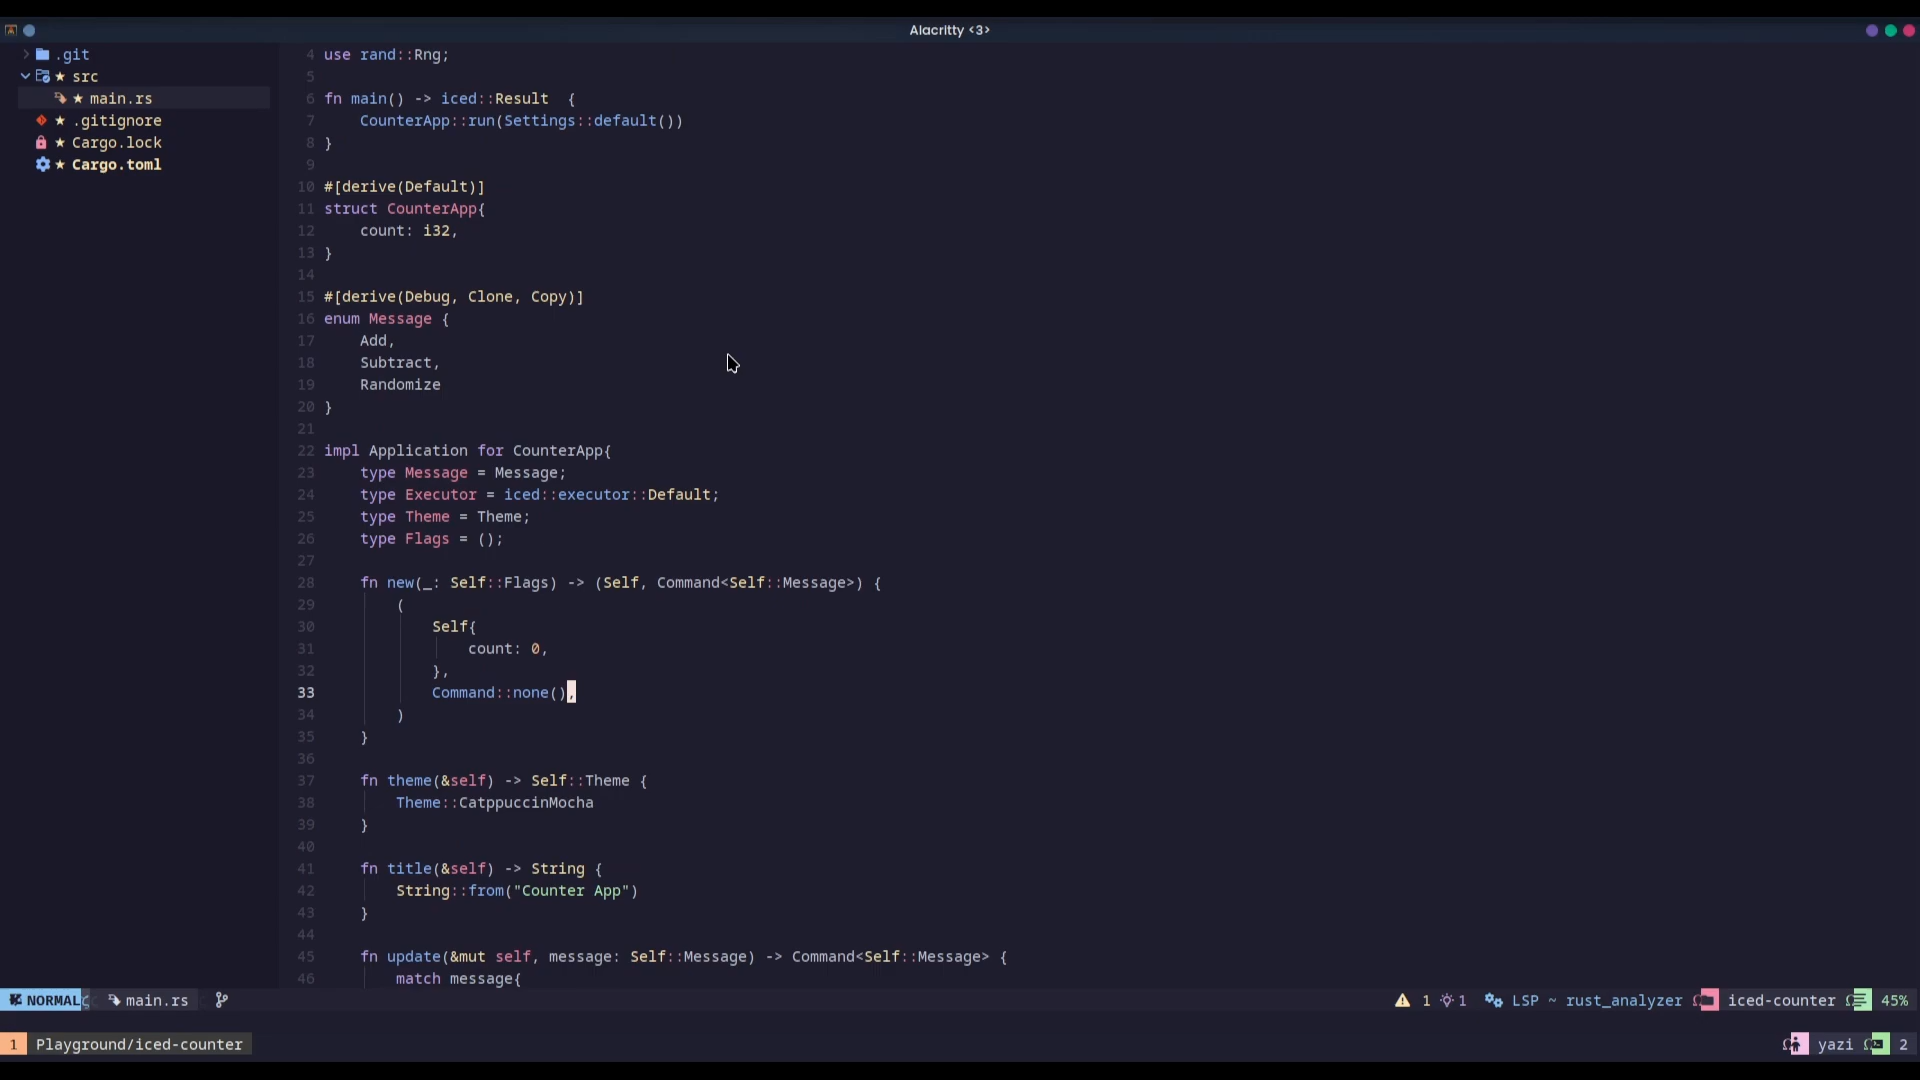 Alacritty <3>
.git
src
main.rs
.gitignore
Cargo.lock
Cargo.toml
4 use rand::Rng;
5
6 fn main() -> iced::Result  {
7     CounterApp::run(Settings::default())
8 }
9
10 #[derive(Default)]
11 struct CounterApp{
12     count: i32,
13 }
14
15 #[derive(Debug, Clone, Copy)]
16 enum Message {
17     Add,
18     Subtract,
19     Randomize
20 }
21
22 impl Application for CounterApp{
23     type Message = Message;
24     type Executor = iced::executor::Default;
25     type Theme = Theme;
26     type Flags = ();
27
28     fn new(_: Self::Flags) -> (Self, Command<Self::Message>) {
29         (
30             Self{
31                 count: 0,
32             },
33             Command::none(),
34         )
35     }
36
37     fn theme(&self) -> Self::Theme {
38         Theme::CatppuccinMocha
39     }
40
41     fn title(&self) -> String {
42         String::from("Counter App")
43     }
44
45     fn update(&mut self, message: Self::Message) -> Command<Self::Message> {
46         match message{
NORMAL main.rs 1 1 LSP ~ rust_analyzer iced-counter 45%
1 Playground/iced-counter yazi 2